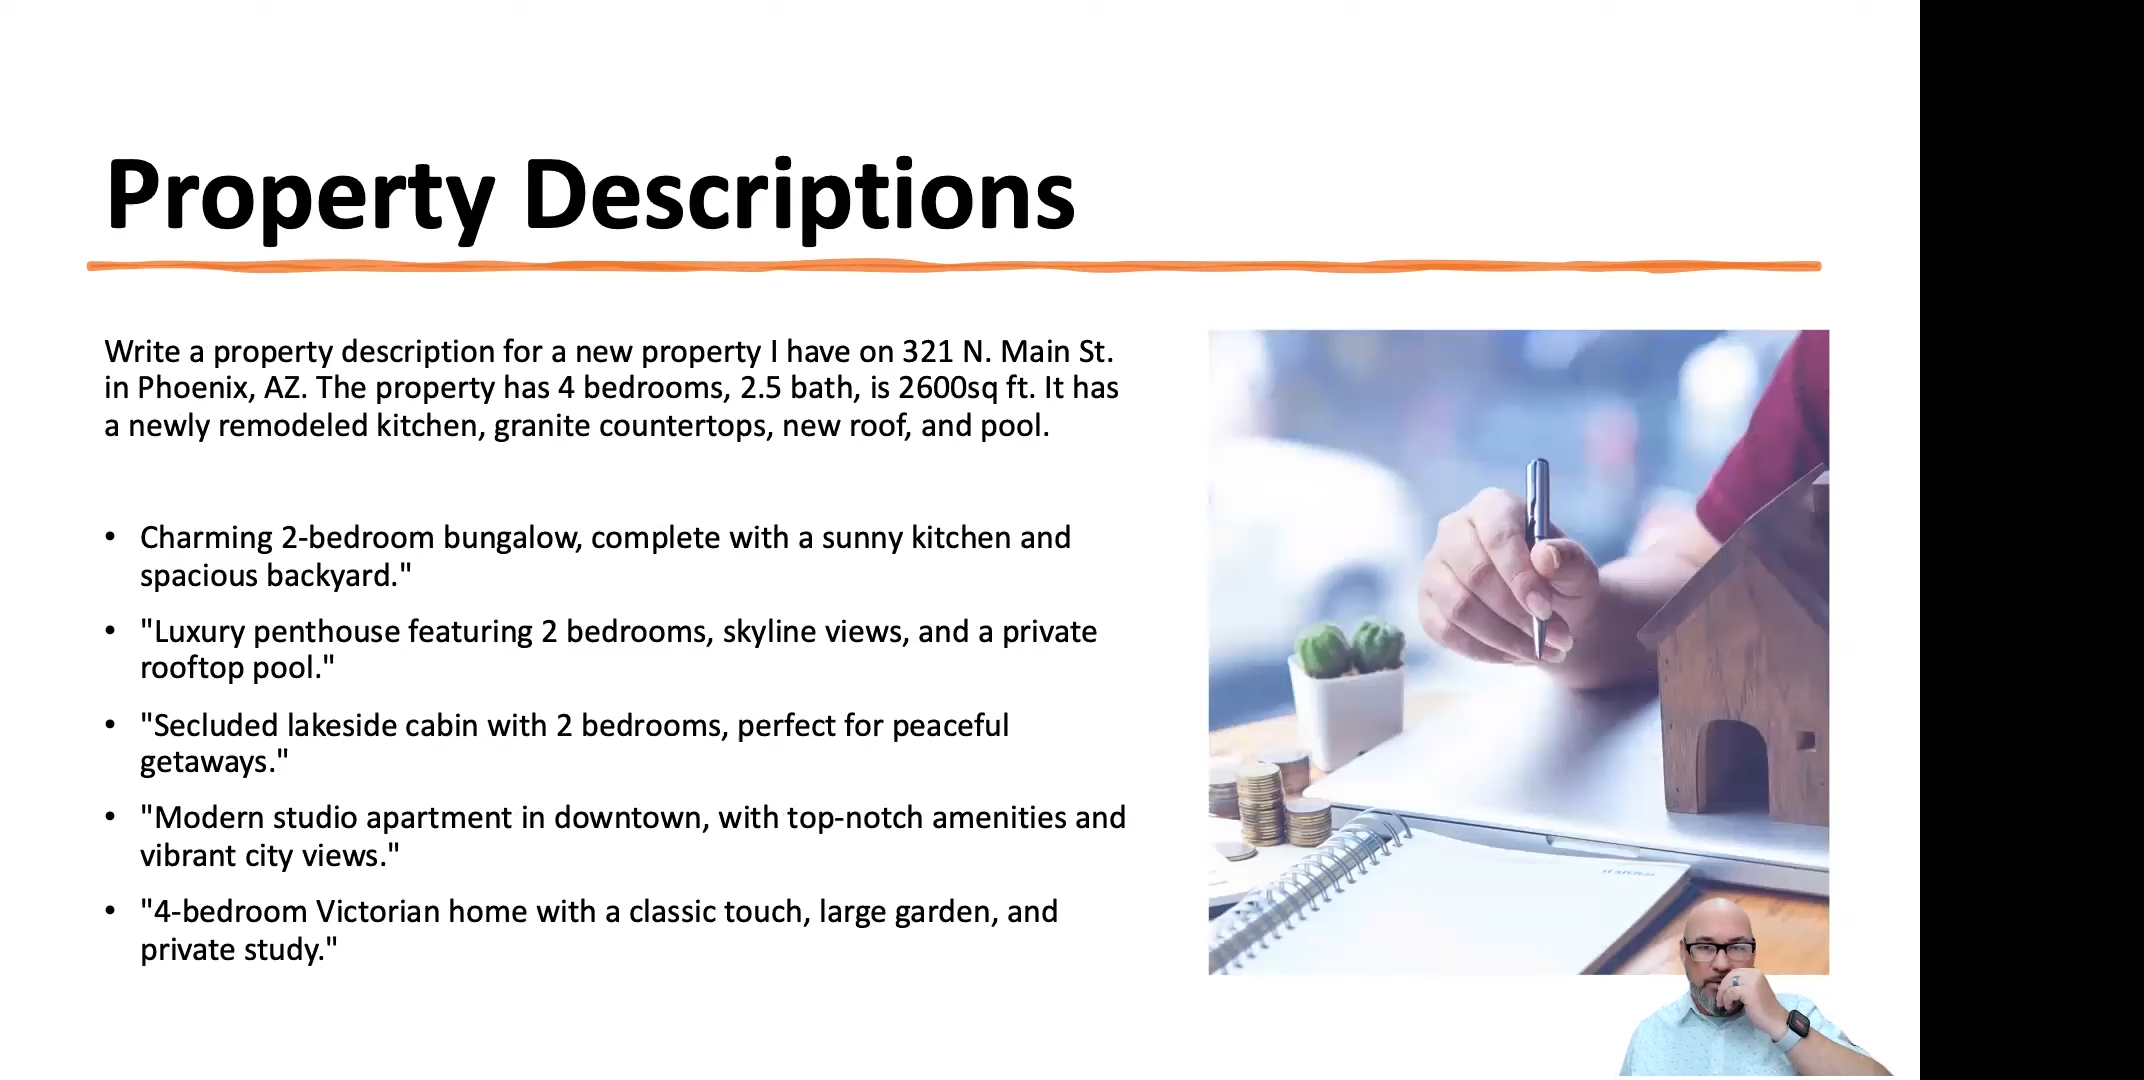 Property Descriptions
Write a property description for a new property I have on 321 N. Main St.
in Phoenix, AZ. The property has 4 bedrooms, 2.5 bath, is 2600sq ft. It has
a newly remodeled kitchen, granite countertops, new roof, and pool.
• Charming 2-bedroom bungalow, complete with a sunny kitchen and
spacious backyard."
• "Luxury penthouse featuring 2 bedrooms, skyline views, and a private
rooftop pool."
• "Secluded lakeside cabin with 2 bedrooms, perfect for peaceful
getaways."
• "Modern studio apartment in downtown, with top-notch amenities and
vibrant city views."
• "4-bedroom Victorian home with a classic touch, large garden, and
private study."